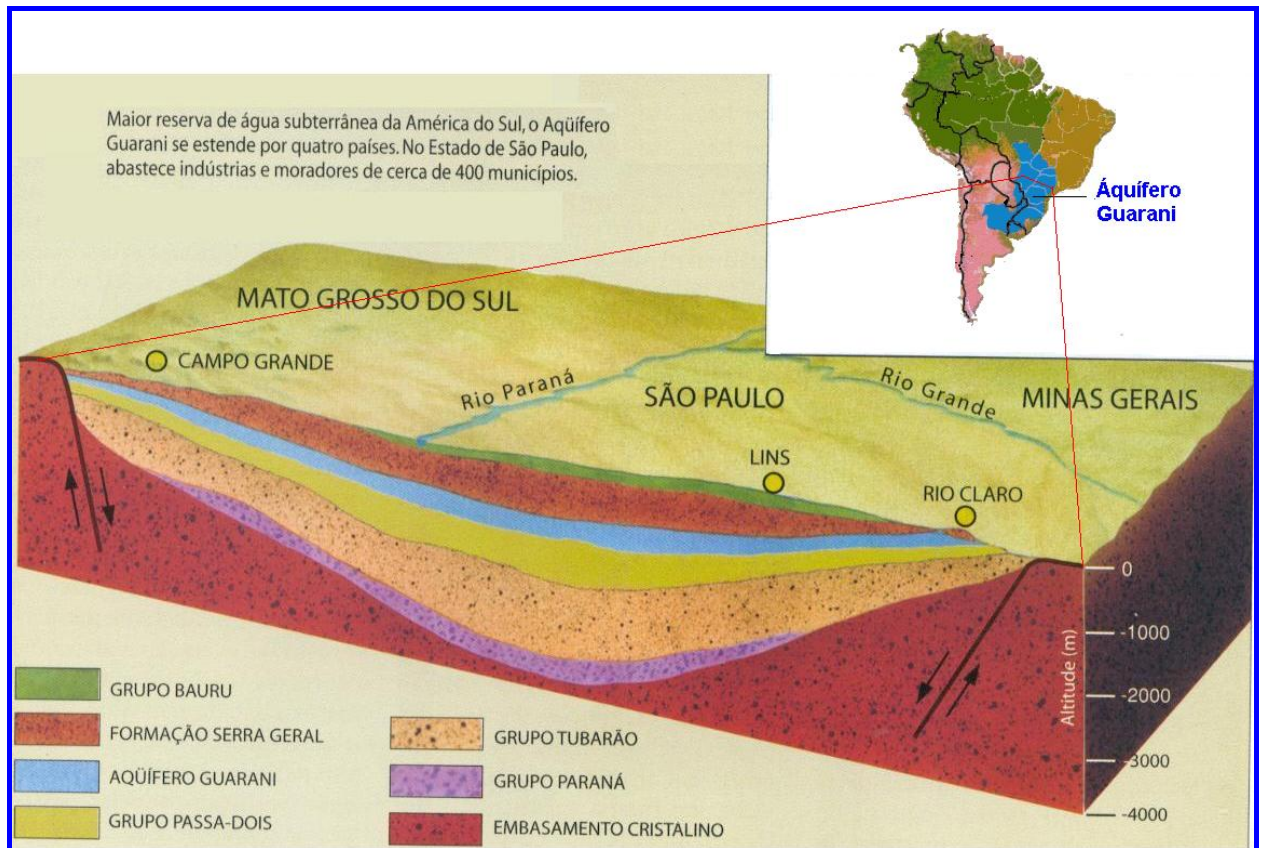 Maior reserva de água subterrânea da América do Sul, o Aqüífero
Guarani se estende por quatro países. No Estado de São Paulo,
abastece indústrias e moradores de cerca de 400 municípios.
Áquífero
Guarani
MATO GROSSO DO SUL
CAMPO GRANDE
Rio Paraná
SÃO PAULO
Rio Grande
MINAS GERAIS
LINS
RIO CLARO
0
-1000
-2000
-3000
-4000
Altitude (m)
GRUPO BAURU
FORMAÇÃO SERRA GERAL
AQÜÍFERO GUARANI
GRUPO PASSA-DOIS
GRUPO TUBARÃO
GRUPO PARANÁ
EMBASAMENTO CRISTALINO